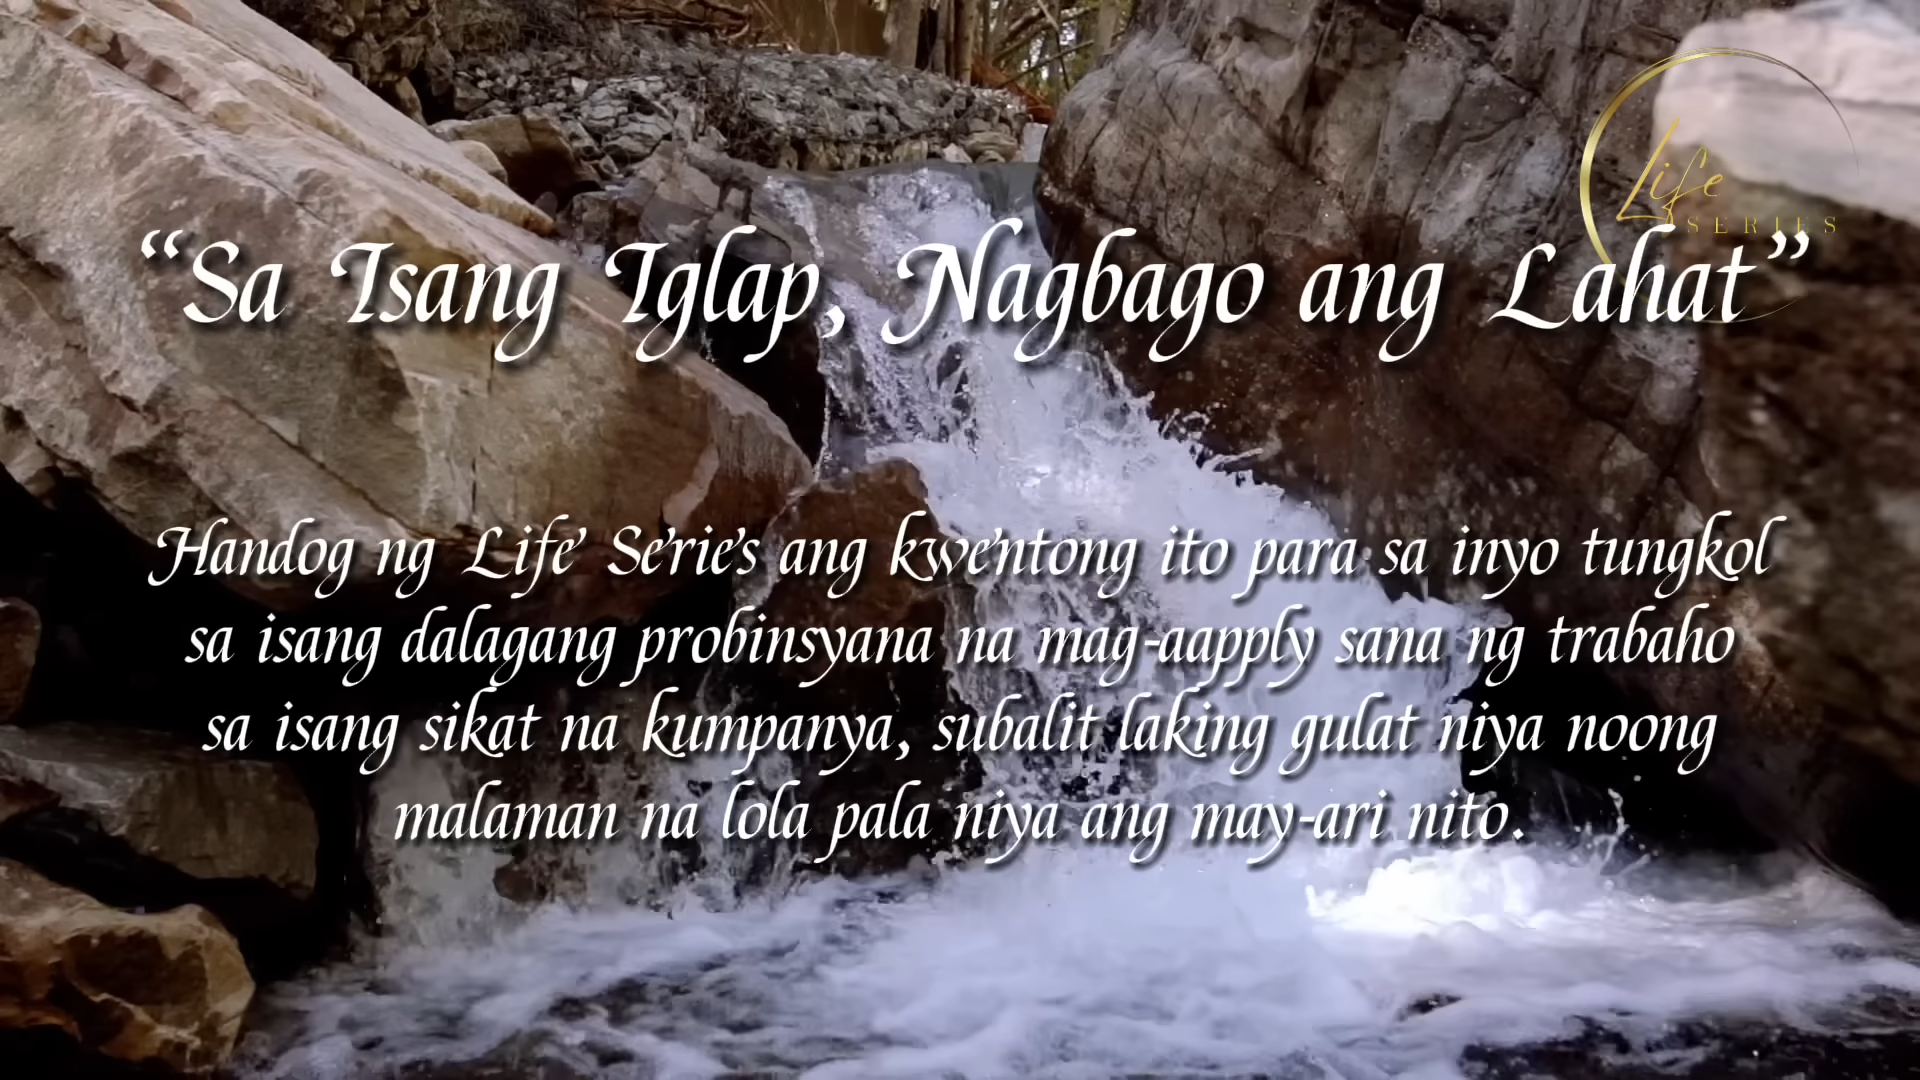 Life
SERIES
“Sa Isang Iglap, Nagbago ang Lahat”
Handog ng Life Series ang kwentong ito para sa inyo tungkol
sa isang dalagang probinsyana na mag-aapply sana ng trabaho
sa isang sikat na kumpanya, subalit laking gulat niya noong
malaman na lola pala niya ang may-ari nito.